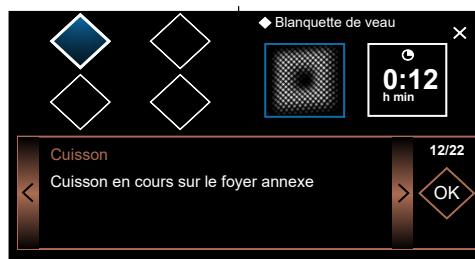 Blanquette de veau
0:12
h min
Cuisson
12/22
Cuisson en cours sur le foyer annexe
OK